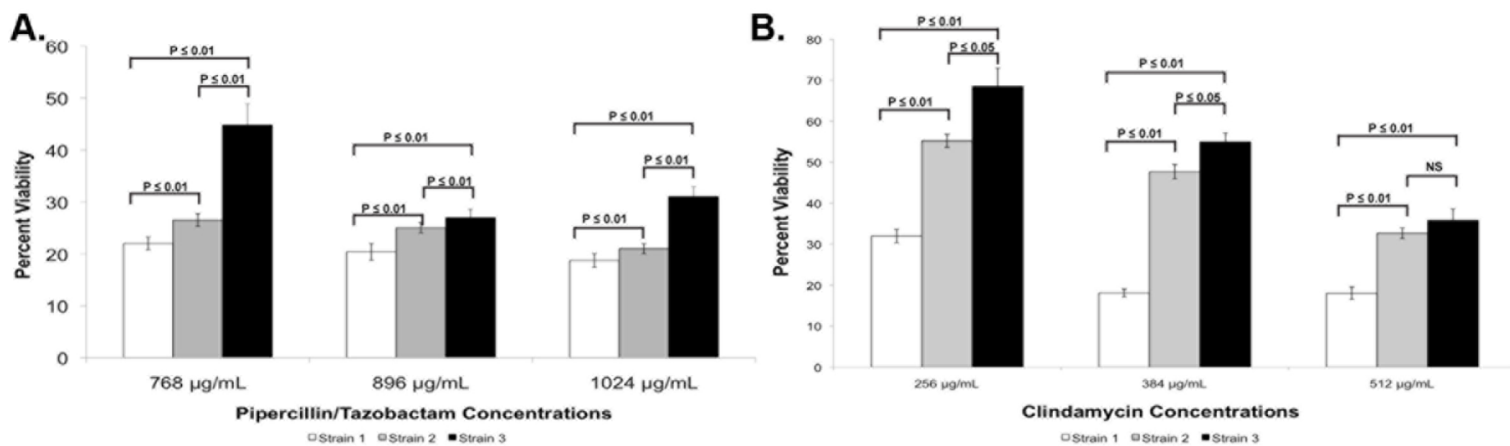 A.
60
50
40
30
20
10
0
Percent Viability
P ≤ 0.01
P ≤ 0.01
P ≤ 0.01
P ≤ 0.01
P ≤ 0.01
P ≤ 0.01
P ≤ 0.01
P ≤ 0.01
P ≤ 0.01
768 µg/mL 896 µg/mL 1024 µg/mL
Pipercillin/Tazobactam Concentrations
Strain 1 Strain 2 Strain 3
B.
80
70
60
50
40
30
20
10
0
Percent Viability
P ≤ 0.01
P ≤ 0.05
P ≤ 0.01
P ≤ 0.01
P ≤ 0.05
P ≤ 0.01
P ≤ 0.01
NS
P ≤ 0.01
256 µg/mL 384 µg/mL 512 µg/mL
Clindamycin Concentrations
Strain 1 Strain 2 Strain 3